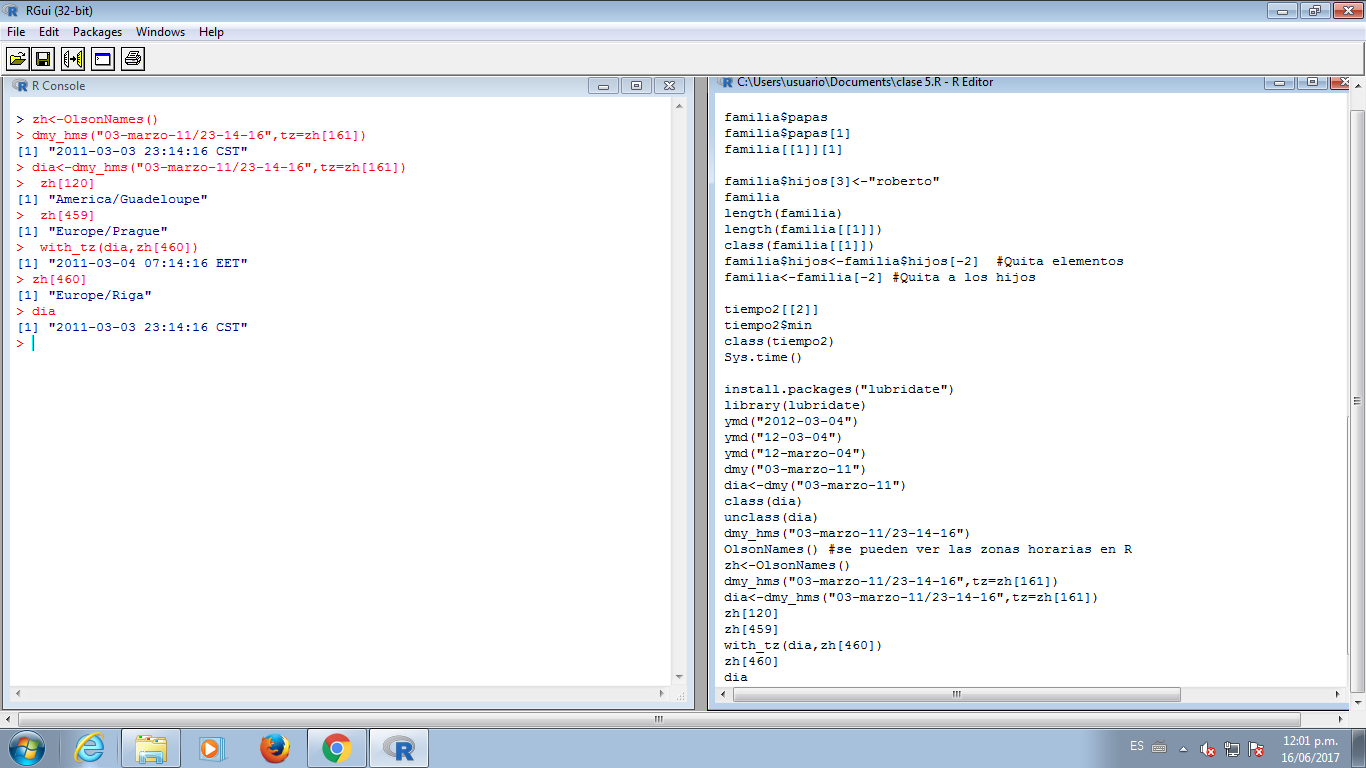 RGui (32-bit)
File Edit Packages Windows Help
R Console
> zh<-OlsonNames()
> dmy_hms("03-marzo-11/23-14-16",tz=zh[161])
[1] "2011-03-03 23:14:16 CST"
> dia<-dmy_hms("03-marzo-11/23-14-16",tz=zh[161])
>  zh[120]
[1] "America/Guadeloupe"
>  zh[459]
[1] "Europe/Prague"
>  with_tz(dia,zh[460])
[1] "2011-03-04 07:14:16 EET"
> zh[460]
[1] "Europe/Riga"
> dia
[1] "2011-03-03 23:14:16 CST"
>
C:\Users\usuario\Documents\clase 5.R - R Editor
familia$papas
familia$papas[1]
familia[[1]][1]
familia$hijos[3]<-"roberto"
familia
length(familia)
length(familia[[1]])
class(familia[[1]])
familia$hijos<-familia$hijos[-2]  #Quita elementos
familia<-familia[-2] #Quita a los hijos
tiempo2[[2]]
tiempo2$min
class(tiempo2)
Sys.time()
install.packages("lubridate")
library(lubridate)
ymd("2012-03-04")
ymd("12-03-04")
ymd("12-marzo-04")
dmy("03-marzo-11")
dia<-dmy("03-marzo-11")
class(dia)
unclass(dia)
dmy_hms("03-marzo-11/23-14-16")
OlsonNames() #se pueden ver las zonas horarias en R
zh<-OlsonNames()
dmy_hms("03-marzo-11/23-14-16",tz=zh[161])
dia<-dmy_hms("03-marzo-11/23-14-16",tz=zh[161])
zh[120]
zh[459]
with_tz(dia,zh[460])
zh[460]
dia
ES
12:01 p.m.
16/06/2017